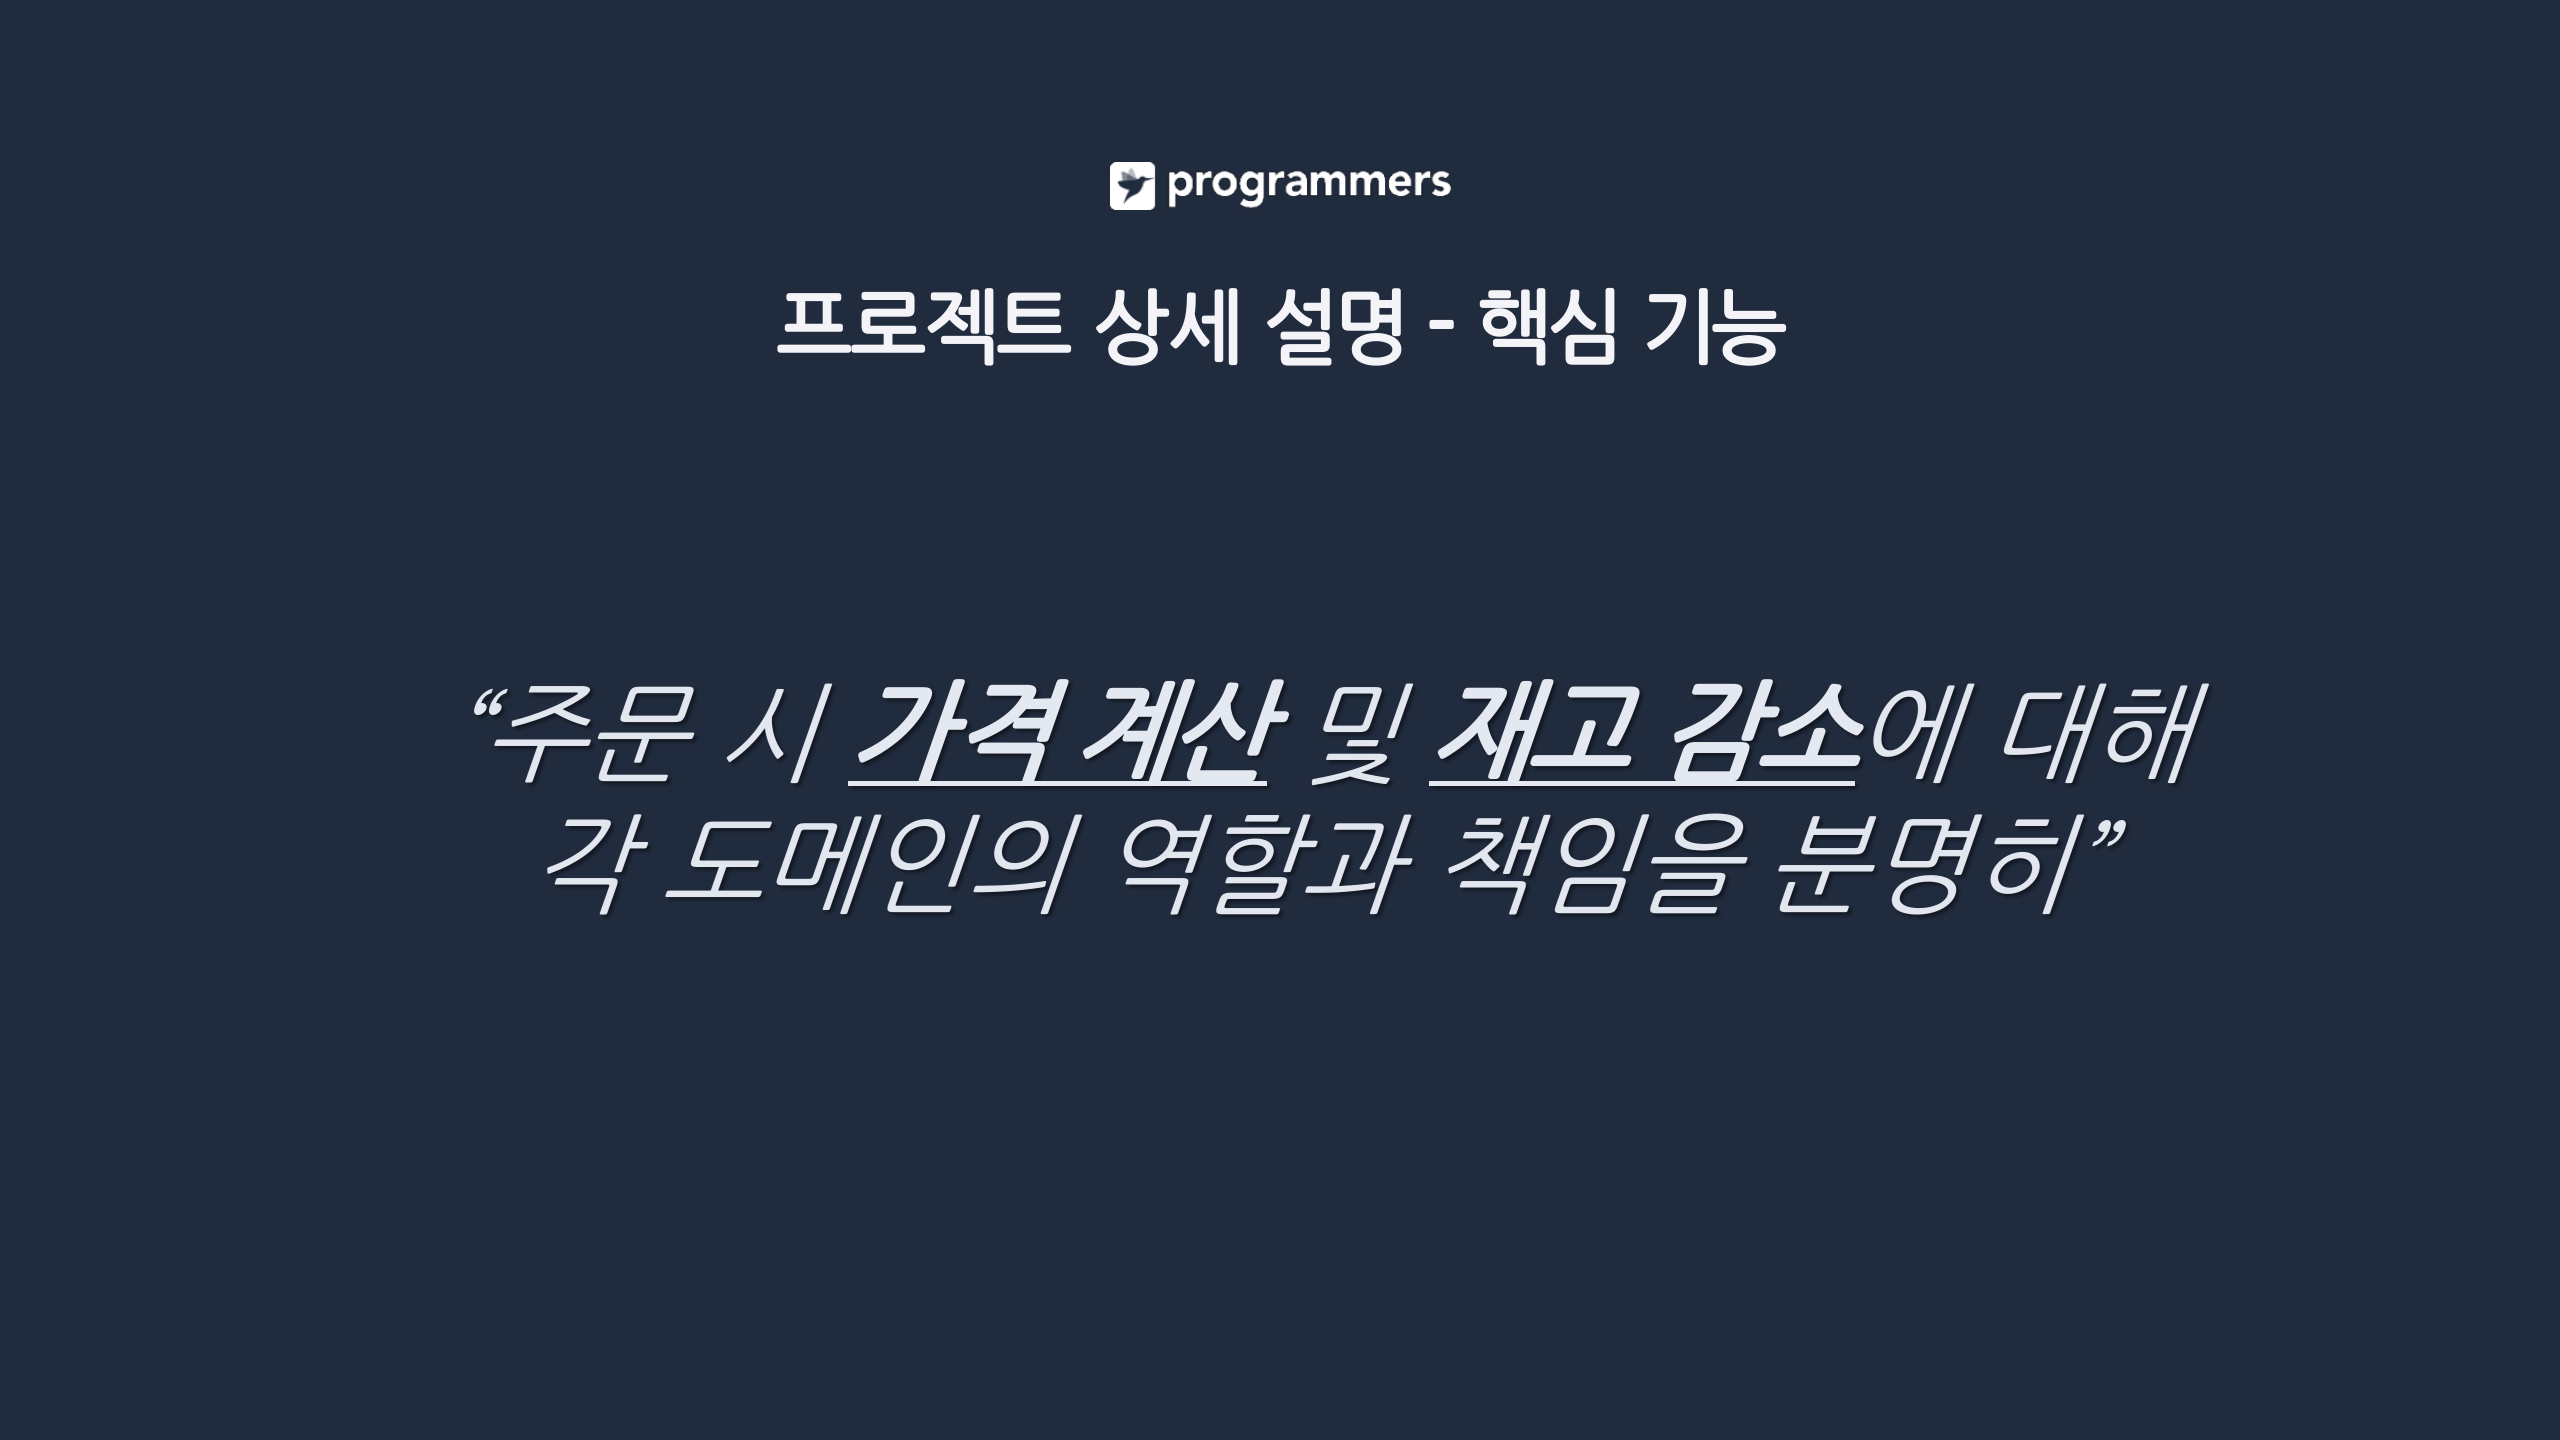 programmers
프로젝트 상세 설명 - 핵심 기능
“주문 시 가격 계산 및 재고 감소에 대해
각 도메인의 역할과 책임을 분명히”